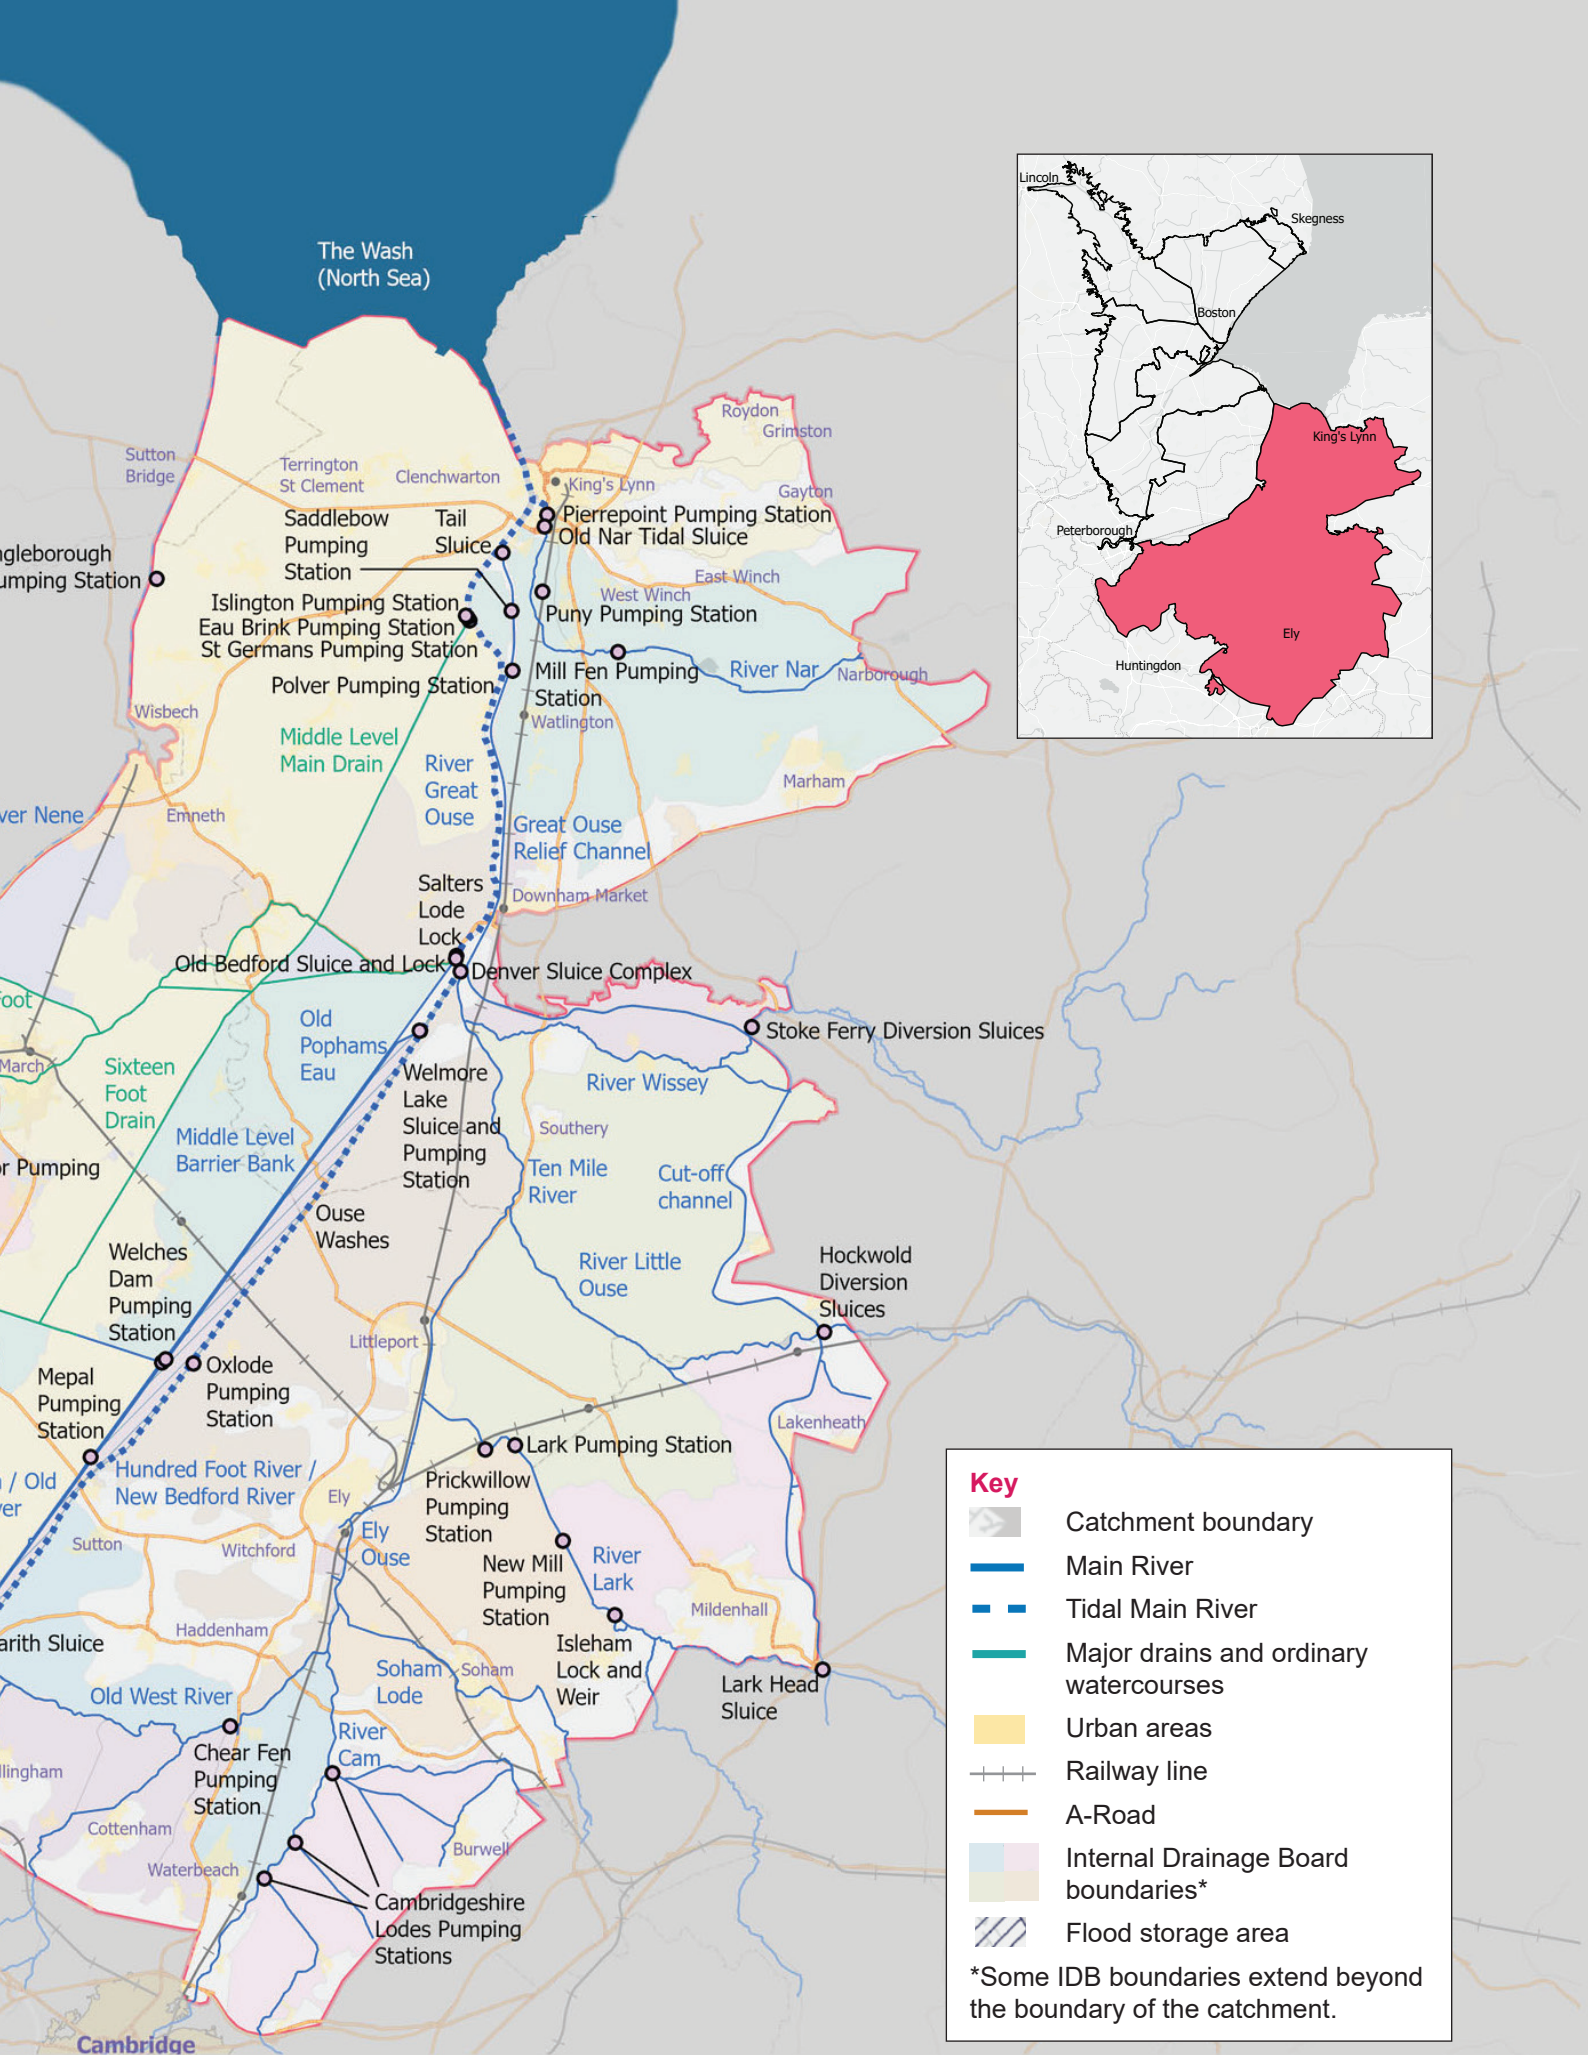 The Wash
(North Sea)
Lincoln
Skegness
Boston
King's Lynn
Peterborough
Ely
Huntingdon
Roydon
Grimston
Sutton
Bridge
Terrington
St Clement
Clenchwarton
King's Lynn
Gayton
Saddlebow
Pumping
Station
Tail
Sluice
Pierrepoint Pumping Station
Old Nar Tidal Sluice
ngleborough
umping Station
East Winch
West Winch
Islington Pumping Station
Eau Brink Pumping Station
St Germans Pumping Station
Puny Pumping Station
Polver Pumping Station
Mill Fen Pumping
Station
River Nar
Narborough
Wisbech
Watlington
Middle Level
Main Drain
River
Great
Ouse
Marham
ver Nene
Emneth
Great Ouse
Relief Channel
Salters
Lode
Lock
Downham Market
Old Bedford Sluice and Lock
Denver Sluice Complex
Foot
Old
Pophams
Eau
Stoke Ferry Diversion Sluices
March
Sixteen
Foot
Drain
Welmore
Lake
Sluice and
Pumping
Station
River Wissey
Southery
Middle Level
Barrier Bank
r Pumping
Ten Mile
River
Cut-off
channel
Ouse
Washes
Welches
Dam
Pumping
Station
River Little
Ouse
Hockwold
Diversion
Sluices
Littleport
Mepal
Pumping
Station
Oxlode
Pumping
Station
Lakenheath
Lark Pumping Station
/ Old
ver
Hundred Foot River /
New Bedford River
Ely
Prickwillow
Pumping
Station
Sutton
Witchford
Ely
Ouse
New Mill
Pumping
Station
River
Lark
Mildenhall
Haddenham
arith Sluice
Isleham
Lock and
Weir
Soham
Lode
Soham
Lark Head
Sluice
Old West River
River
Cam
Chear Fen
Pumping
Station
llingham
Cottenham
Burwell
Waterbeach
Cambridgeshire
Lodes Pumping
Stations
Cambridge
Key
Catchment boundary
Main River
Tidal Main River
Major drains and ordinary
watercourses
Urban areas
Railway line
A-Road
Internal Drainage Board
boundaries*
Flood storage area
*Some IDB boundaries extend beyond
the boundary of the catchment.